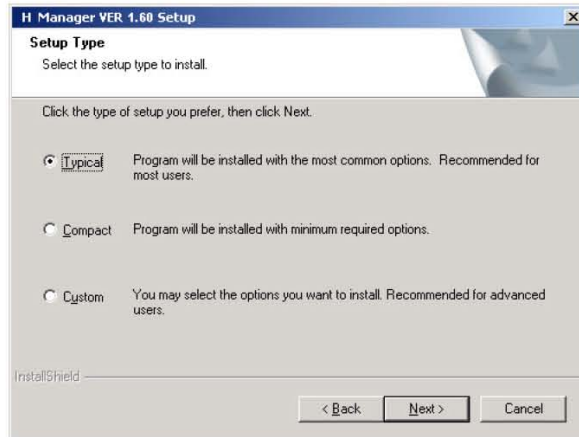 H Manager VER 1.60 Setup
Setup Type
Select the setup type to install.
Click the type of setup you prefer, then click Next.
Typical
Program will be installed with the most common options. Recommended for
most users.
Compact
Program will be installed with minimum required options.
Custom
You may select the options you want to install. Recommended for advanced
users.
InstallShield
< Back
Next >
Cancel